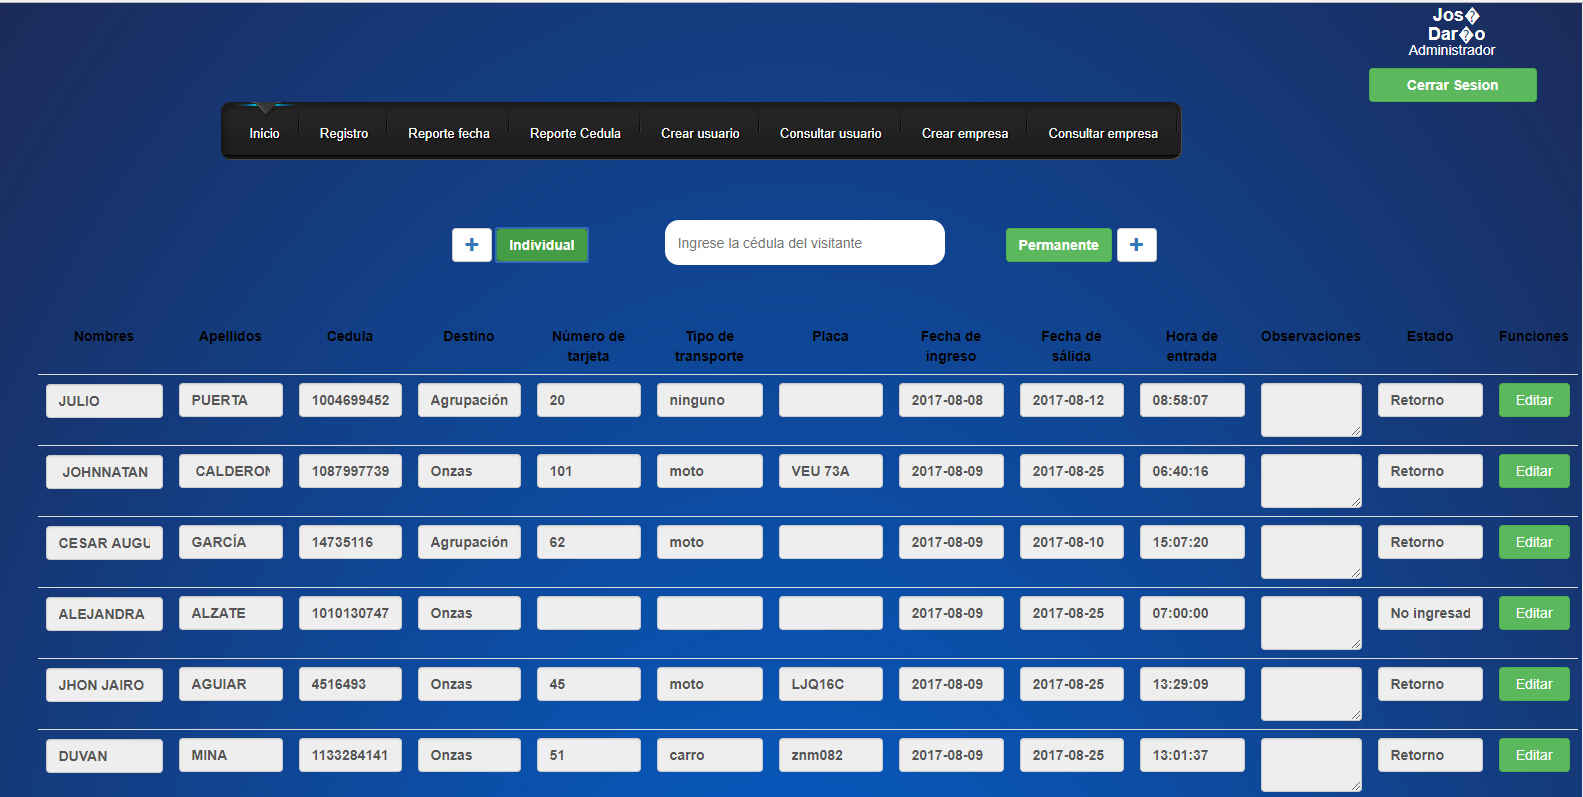 Jos�
Dar�o
Administrador
Cerrar Sesion
Inicio Registro Reporte fecha Reporte Cedula Crear usuario Consultar usuario Crear empresa Consultar empresa
+ Individual Ingrese la cédula del visitante Permanente +
Nombres Apellidos Cedula Destino Número de tarjeta Tipo de transporte Placa Fecha de ingreso Fecha de sálida Hora de entrada Observaciones Estado Funciones
JULIO PUERTA 1004699452 Agrupación 20 ninguno 2017-08-08 2017-08-12 08:58:07 Retorno Editar
JOHNNATAN CALDERON 1087997739 Onzas 101 moto VEU 73A 2017-08-09 2017-08-25 06:40:16 Retorno Editar
CESAR AUGU GARCÍA 14735116 Agrupación 62 moto 2017-08-09 2017-08-10 15:07:20 Retorno Editar
ALEJANDRA ALZATE 1010130747 Onzas 2017-08-09 2017-08-25 07:00:00 No ingresad Editar
JHON JAIRO AGUIAR 4516493 Onzas 45 moto LJQ16C 2017-08-09 2017-08-25 13:29:09 Retorno Editar
DUVAN MINA 1133284141 Onzas 51 carro znm082 2017-08-09 2017-08-25 13:01:37 Retorno Editar